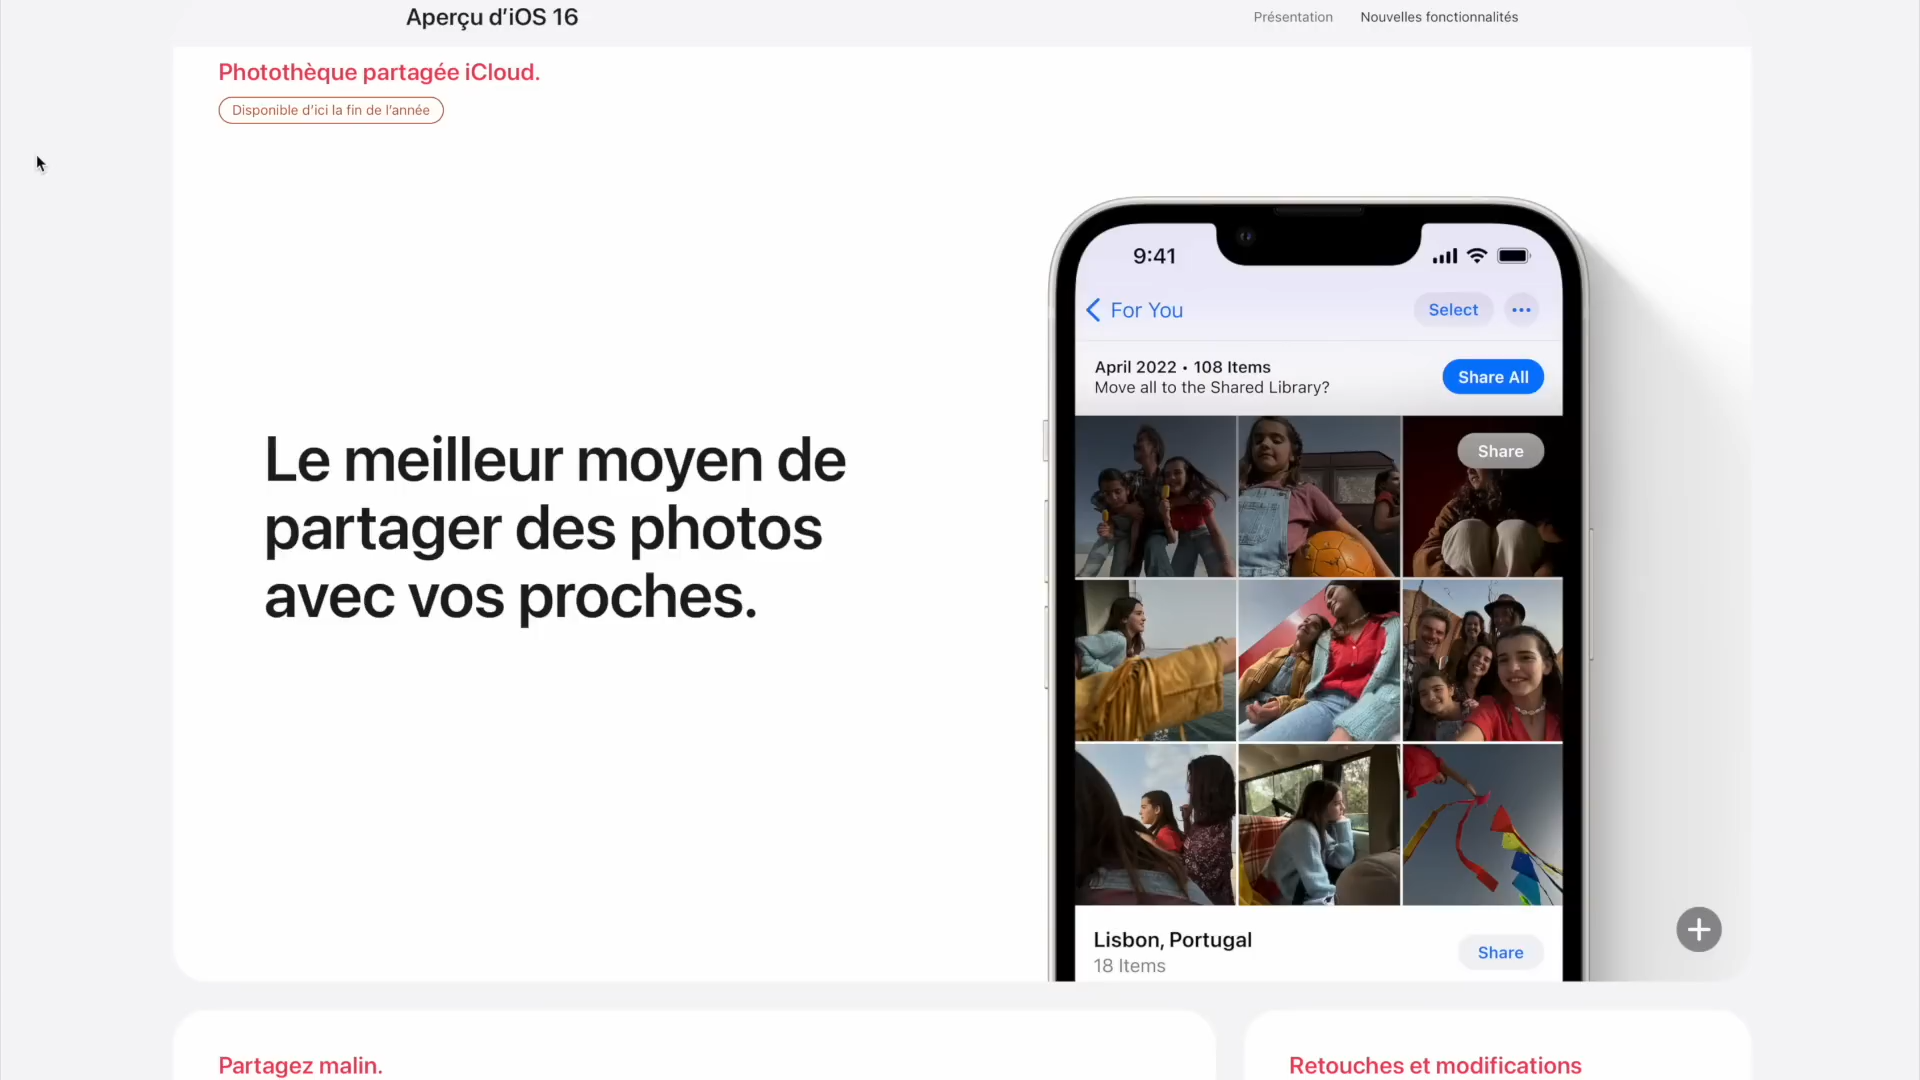 Aperçu d’iOS 16
Présentation
Nouvelles fonctionnalités
Photothèque partagée iCloud.
Disponible d’ici la fin de l’année
Le meilleur moyen de
partager des photos
avec vos proches.
9:41
For You
Select
April 2022 • 108 Items
Move all to the Shared Library?
Share All
Share
Lisbon, Portugal
18 Items
Share
Partagez malin.
Retouches et modifications